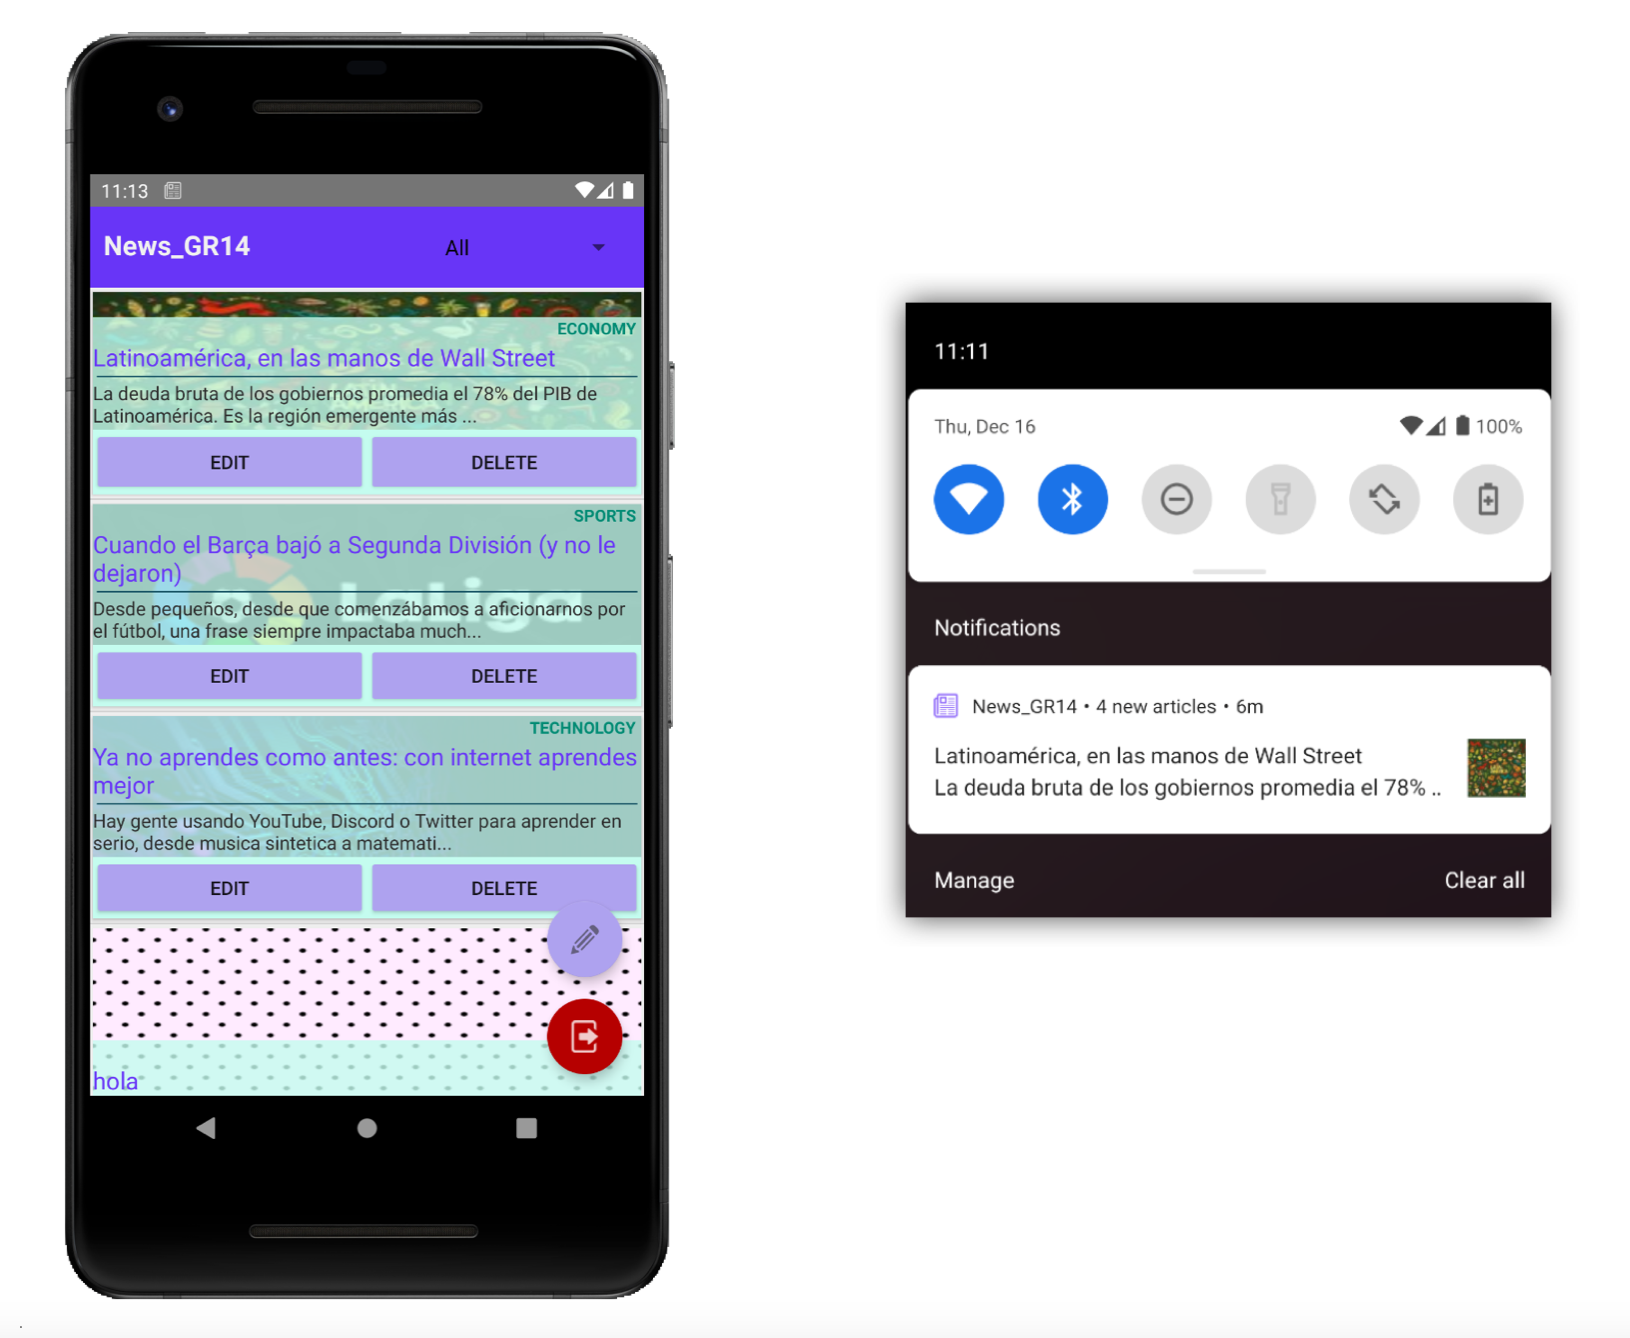 11:13
News_GR14 All
ECONOMY
Latinoamérica, en las manos de Wall Street
La deuda bruta de los gobiernos promedia el 78% del PIB de
Latinoamérica. Es la región emergente más ...
EDIT DELETE
SPORTS
Cuando el Barça bajó a Segunda División (y no le
dejaron)
LaLiga
Desde pequeños, desde que comenzábamos a aficionarnos por
el fútbol, una frase siempre impactaba much...
EDIT DELETE
TECHNOLOGY
Ya no aprendes como antes: con internet aprendes
mejor
Hay gente usando YouTube, Discord o Twitter para aprender en
serio, desde musica sintetica a matemati...
EDIT DELETE
hola
11:11
Thu, Dec 16 100%
Notifications
News_GR14 • 4 new articles • 6m
Latinoamérica, en las manos de Wall Street
La deuda bruta de los gobiernos promedia el 78% ..
Manage Clear all